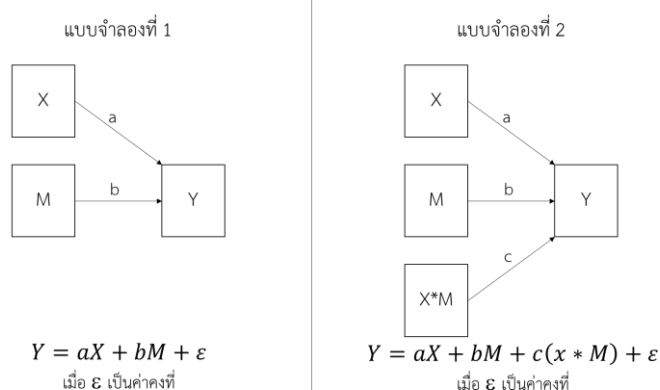 แบบจำลองที่ 1
X
a
M
b
Y
Y = aX + bM + ε
เมื่อ ε เป็นค่าคงที่
แบบจำลองที่ 2
X
a
M
b
Y
c
X*M
Y = aX + bM + c(x * M) + ε
เมื่อ ε เป็นค่าคงที่